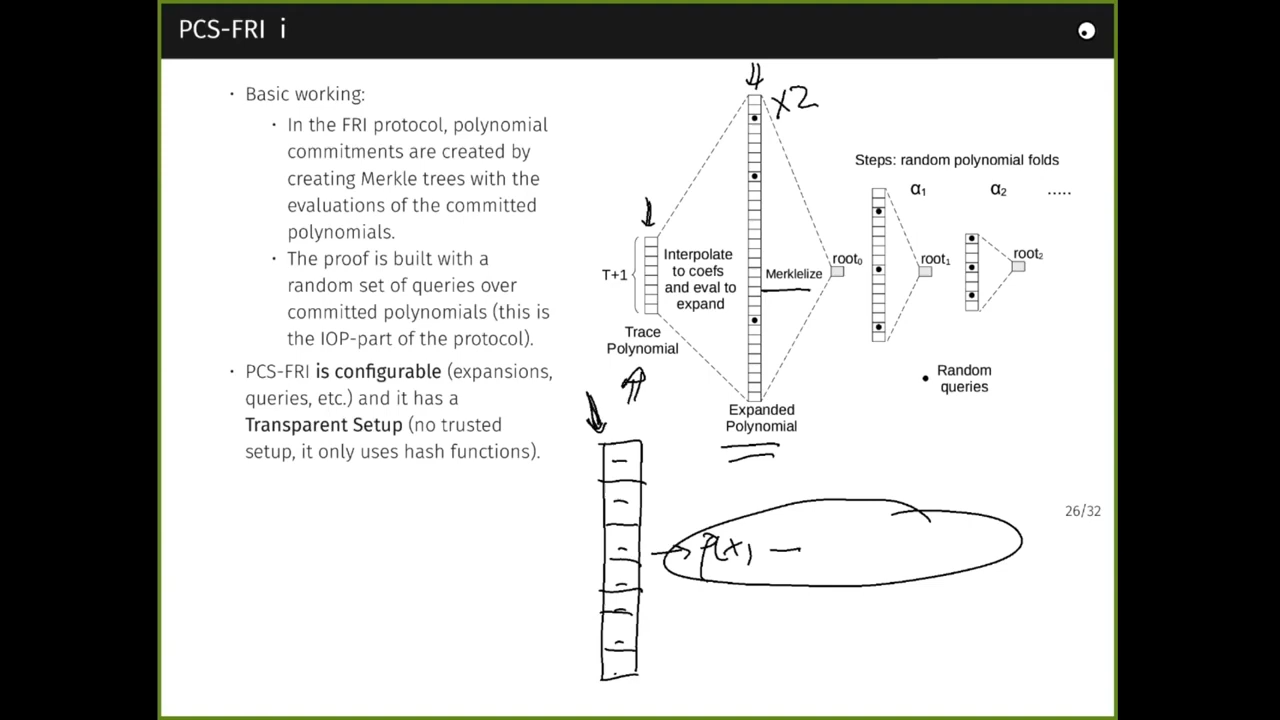 PCS-FRI i
· Basic working:
· In the FRI protocol, polynomial
commitments are created by
creating Merkle trees with the
evaluations of the committed
polynomials.
· The proof is built with a
random set of queries over
committed polynomials (this is
the IOP-part of the protocol).
· PCS-FRI is configurable (expansions,
queries, etc.) and it has a
Transparent Setup (no trusted
setup, it only uses hash functions).
x2
T+1
Interpolate
to coefs
and eval to
expand
Trace
Polynomial
Merklelize
Expanded
Polynomial
Steps: random polynomial folds
α₁
α₂
.....
root₀
root₁
root₂
• Random
queries
P(x) —
26/32